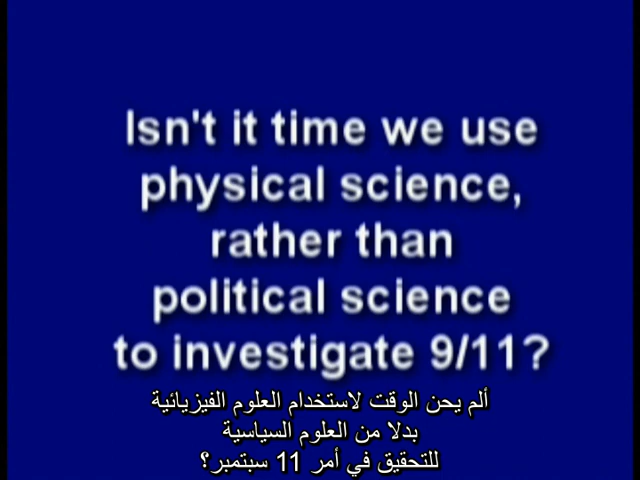 Isn't it time we use
physical science,
rather than
political science
to investigate 9/11?
ألم يحن الوقت لاستخدام العلوم الفيزيائية
بدلا من العلوم السياسية
للتحقيق في أمر 11 سبتمبر؟